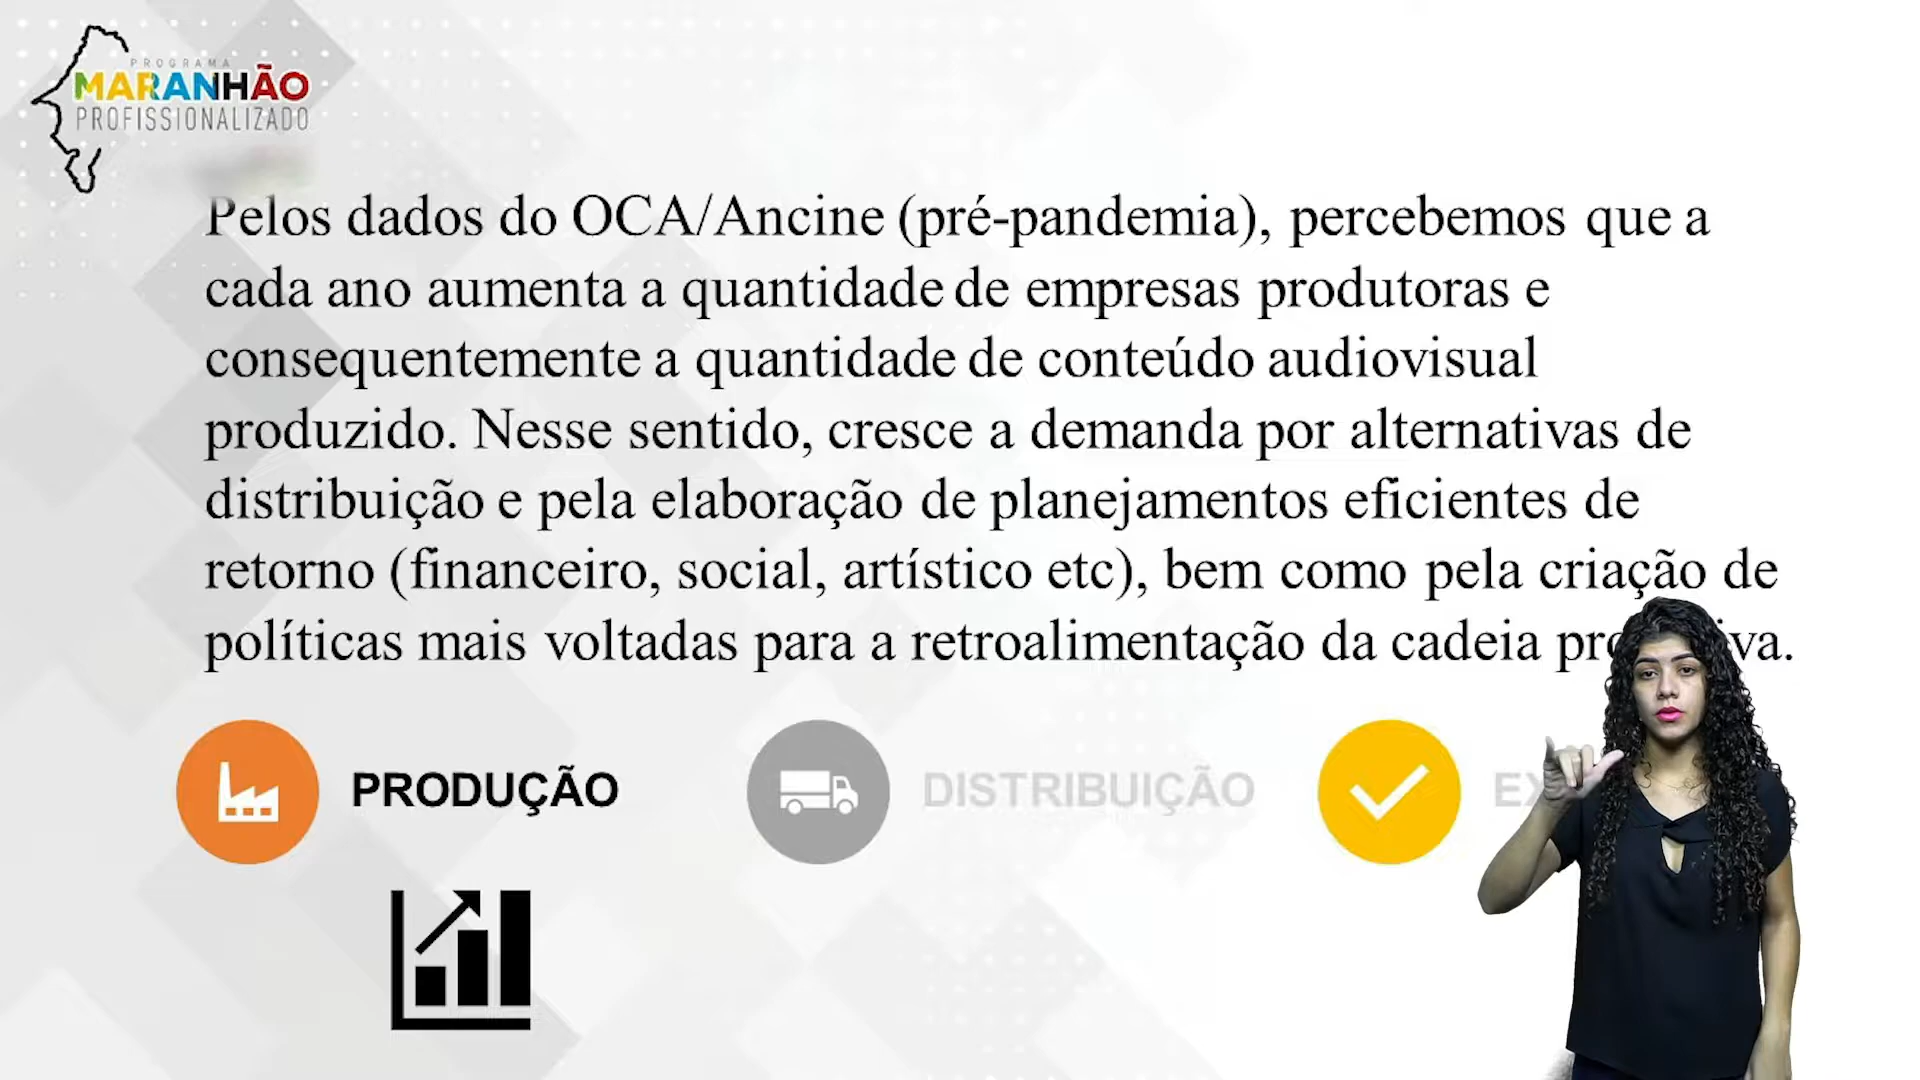 PROGRAMA
MARANHÃO
PROFISSIONALIZADO
Pelos dados do OCA/Ancine (pré-pandemia), percebemos que a
cada ano aumenta a quantidade de empresas produtoras e
consequentemente a quantidade de conteúdo audiovisual
produzido. Nesse sentido, cresce a demanda por alternativas de
distribuição e pela elaboração de planejamentos eficientes de
retorno (financeiro, social, artístico etc), bem como pela criação de
políticas mais voltadas para a retroalimentação da cadeia
PRODUÇÃO
DISTRIBUIÇÃO